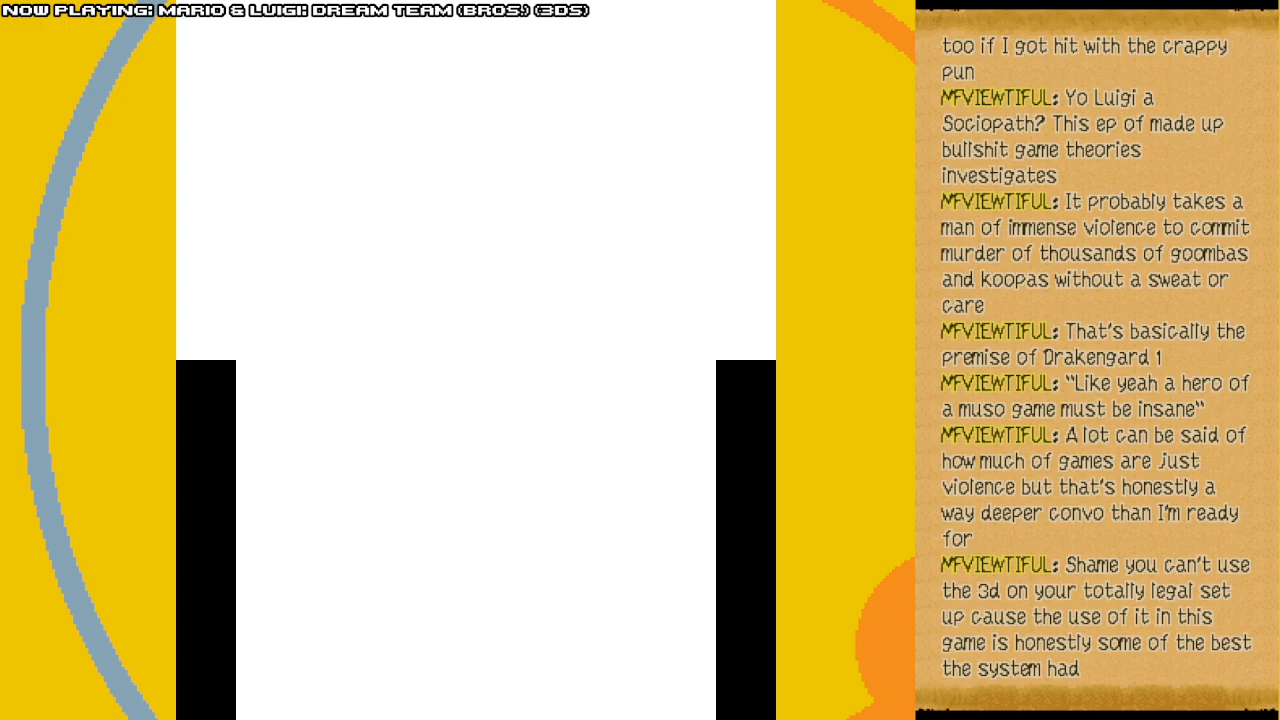 NOW PLAYING: MARIO & LUIGI: DREAM TEAM (BROS.) (3DS)
too if I got hit with the crappy
pun
MFVIEWTIFUL: Yo Luigi a
Sociopath? This ep of made up
bullshit game theories
investigates
MFVIEWTIFUL: It probably takes a
man of immense violence to commit
murder of thousands of goombas
and koopas without a sweat or
care
MFVIEWTIFUL: That's basically the
premise of Drakengard 1
MFVIEWTIFUL: "Like yeah a hero of
a muso game must be insane"
MFVIEWTIFUL: A lot can be said of
how much of games are just
violence but that's honestly a
way deeper convo than I'm ready
for
MFVIEWTIFUL: Shame you can't use
the 3d on your totally legal set
up cause the use of it in this
game is honestly some of the best
the system had